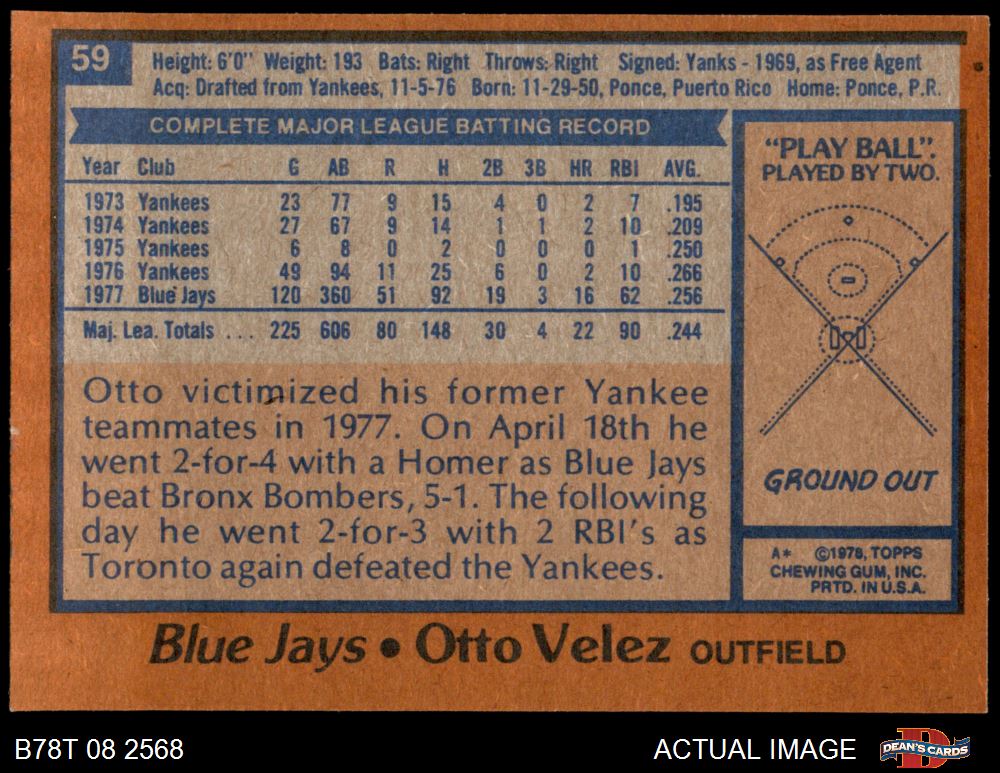 59
Height: 6'0" Weight: 193 Bats: Right Throws: Right Signed: Yanks - 1969, as Free Agent
Acq: Drafted from Yankees, 11-5-76 Born: 11-29-50, Ponce, Puerto Rico Home: Ponce, P.R.
COMPLETE MAJOR LEAGUE BATTING RECORD
Year Club G AB R H 2B 3B HR RBI AVG.
1973 Yankees 23 77 9 15 4 0 2 7 .195
1974 Yankees 27 67 9 14 1 1 2 10 .209
1975 Yankees 6 8 0 2 0 0 0 1 .250
1976 Yankees 49 94 11 25 6 0 2 10 .266
1977 Blue Jays 120 360 51 92 19 3 16 62 .256
Maj. Lea. Totals . . . 225 606 80 148 30 4 22 90 .244
Otto victimized his former Yankee
teammates in 1977. On April 18th he
went 2-for-4 with a Homer as Blue Jays
beat Bronx Bombers, 5-1. The following
day he went 2-for-3 with 2 RBI's as
Toronto again defeated the Yankees.
"PLAY BALL".
PLAYED BY TWO.
GROUND OUT
A* ©1978, TOPPS
CHEWING GUM, INC.
PRTD. IN U.S.A.
Blue Jays • Otto Velez OUTFIELD
B78T 08 2568
ACTUAL IMAGE
DEAN'S CARDS